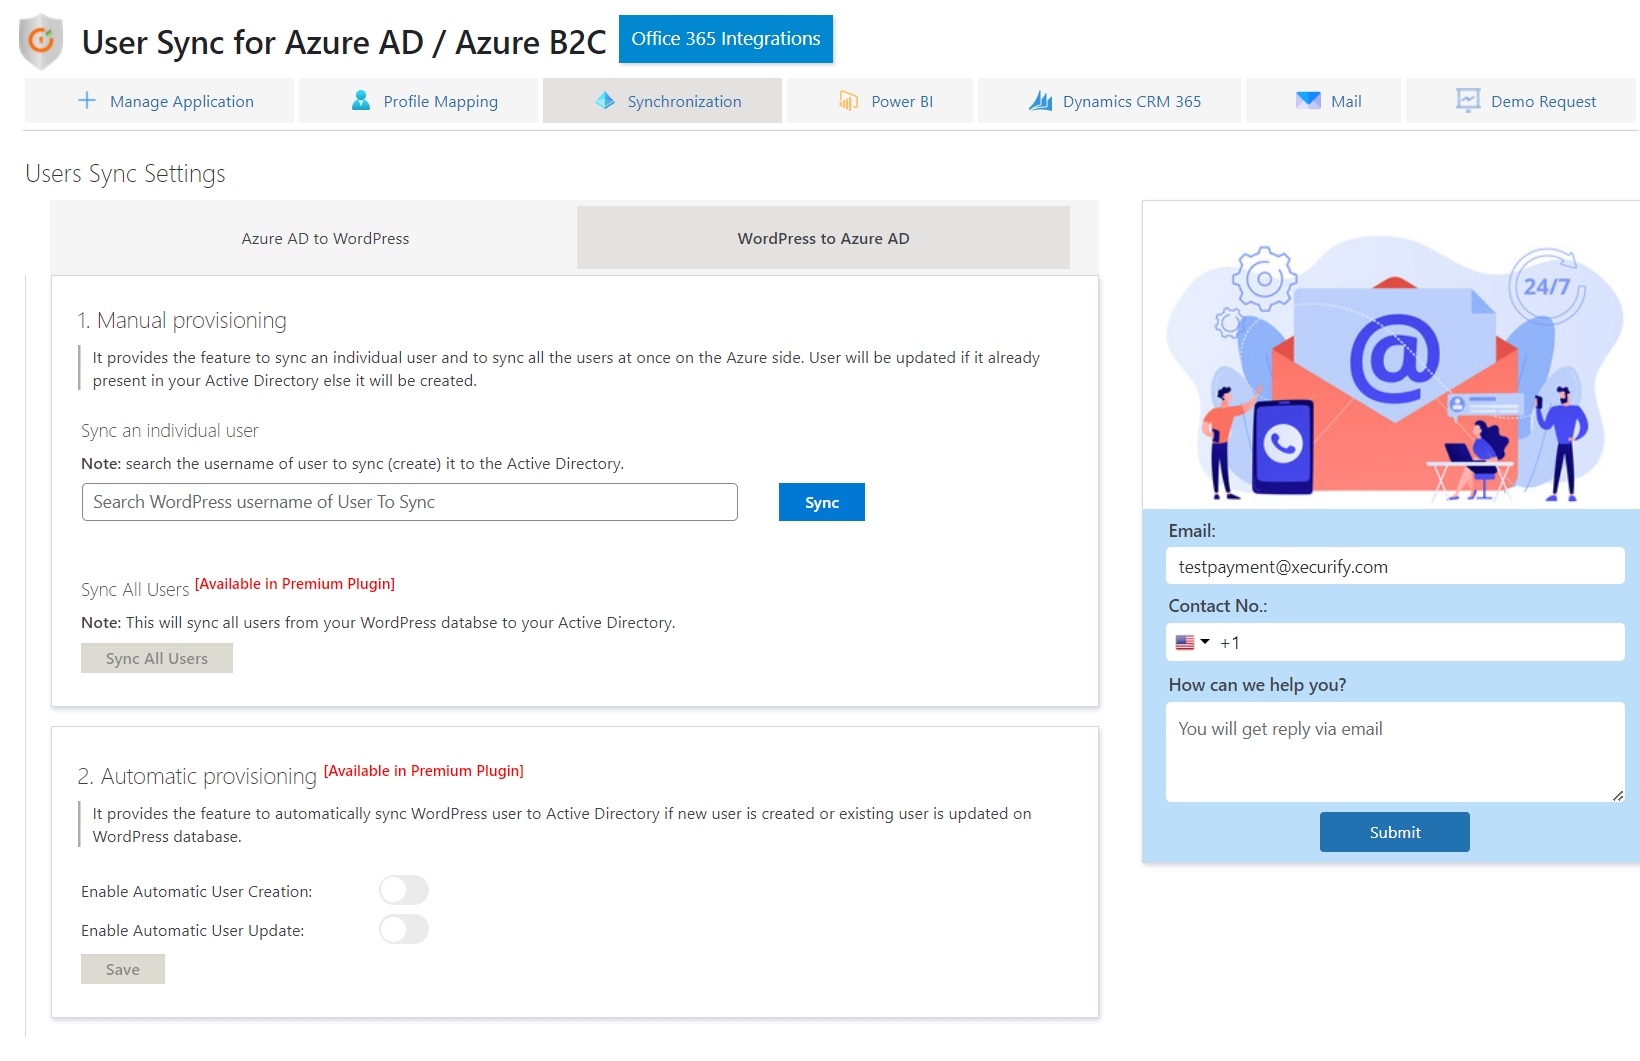 User Sync for Azure AD / Azure B2C
Office 365 Integrations
Manage Application
Profile Mapping
Synchronization
Power BI
Dynamics CRM 365
Mail
Demo Request
Users Sync Settings
Azure AD to WordPress
WordPress to Azure AD
1. Manual provisioning
It provides the feature to sync an individual user and to sync all the users at once on the Azure side. User will be updated if it already
present in your Active Directory else it will be created.
Sync an individual user
Note: search the username of user to sync (create) it to the Active Directory.
Search WordPress username of User To Sync
Sync
Sync All Users [Available in Premium Plugin]
Note: This will sync all users from your WordPress databse to your Active Directory.
Sync All Users
2. Automatic provisioning [Available in Premium Plugin]
It provides the feature to automatically sync WordPress user to Active Directory if new user is created or existing user is updated on
WordPress database.
Enable Automatic User Creation:
Enable Automatic User Update:
Save
24/7
@
Email:
testpayment@xecurify.com
Contact No.:
+1
How can we help you?
You will get reply via email
Submit